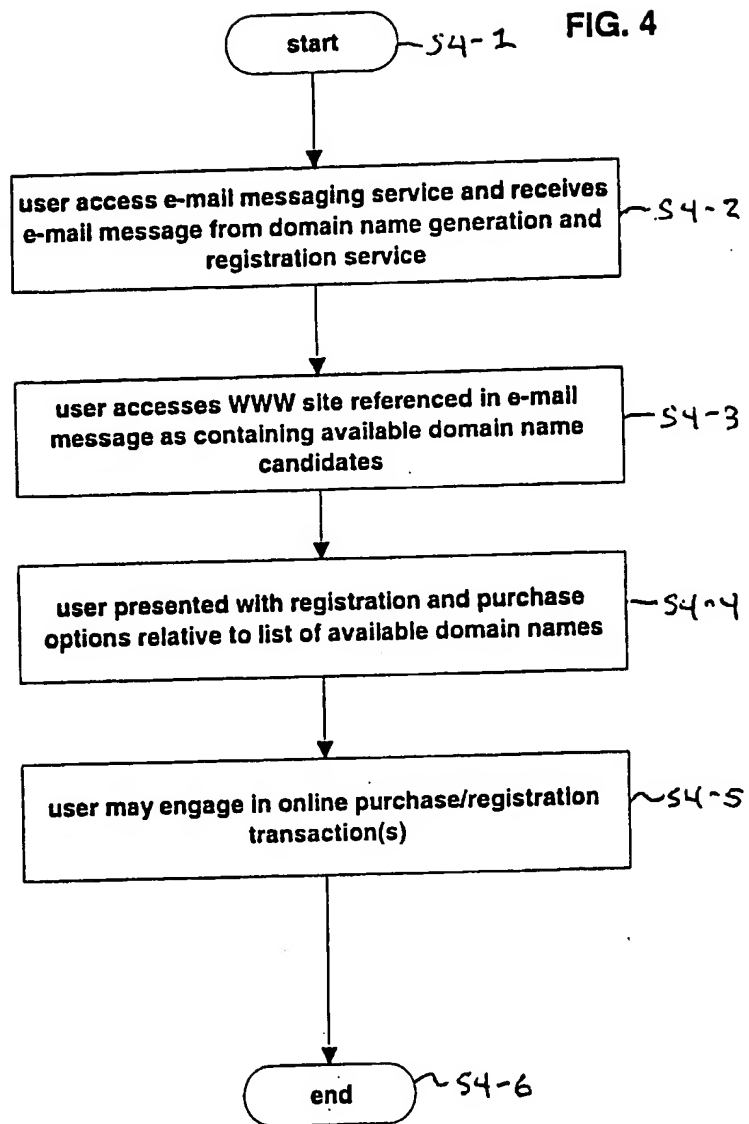 FIG. 4
start
S4-1
user access e-mail messaging service and receives
e-mail message from domain name generation and
registration service
S4-2
user accesses WWW site referenced in e-mail
message as containing available domain name
candidates
S4-3
user presented with registration and purchase
options relative to list of available domain names
S4-4
user may engage in online purchase/registration
transaction(s)
S4-5
end
S4-6